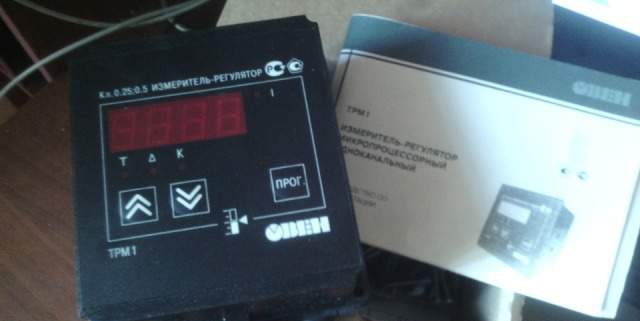 Кл. 0.25;0.5 ИЗМЕРИТЕЛЬ-РЕГУЛЯТОР
Т Δ К
ПРОГ.
ОВЕН
ТРМ1
ОВЕН
ТРМ1
ИЗМЕРИТЕЛЬ-РЕГУЛЯТОР
МИКРОПРОЦЕССОРНЫЙ
ОДНОКАНАЛЬНЫЙ